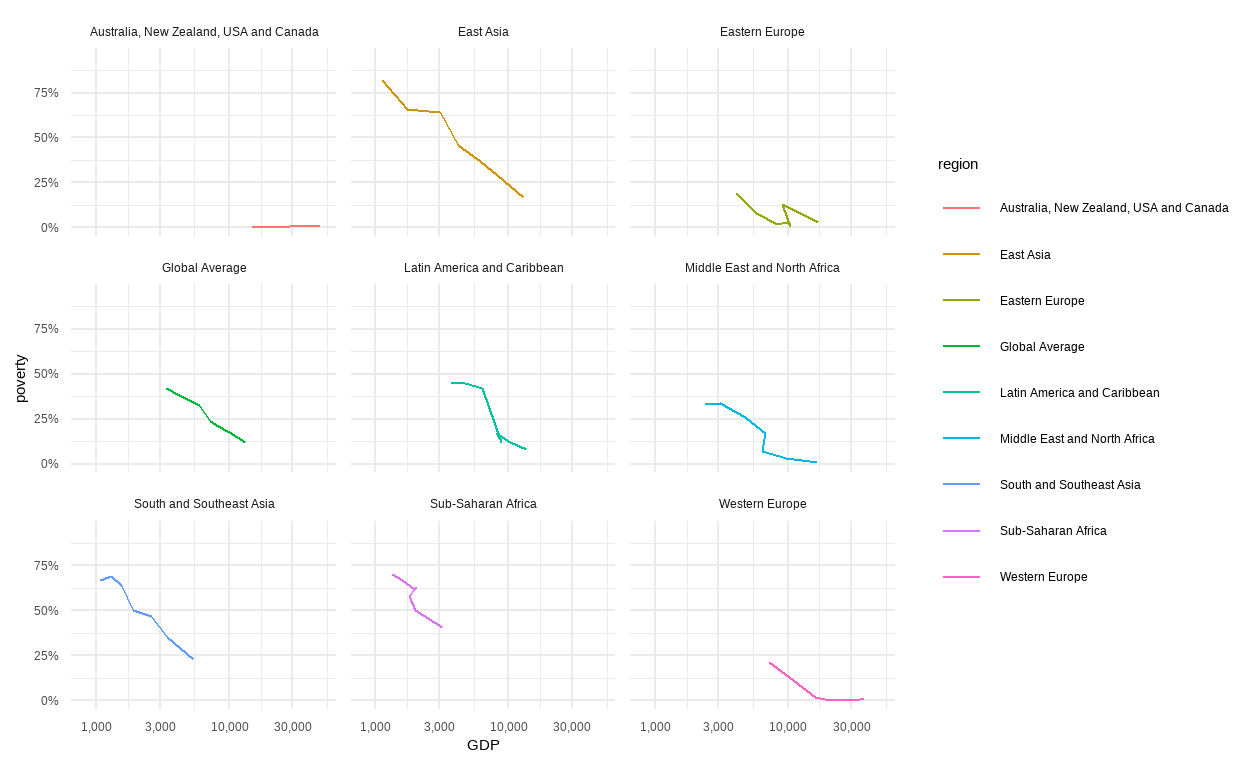 Australia, New Zealand, USA and Canada
East Asia
Eastern Europe
75%
50%
25%
0%
Global Average
Latin America and Caribbean
Middle East and North Africa
75%
50%
25%
0%
South and Southeast Asia
Sub-Saharan Africa
Western Europe
75%
50%
25%
0%
1,000 3,000 10,000 30,000
1,000 3,000 10,000 30,000
1,000 3,000 10,000 30,000
GDP
poverty
region
Australia, New Zealand, USA and Canada
East Asia
Eastern Europe
Global Average
Latin America and Caribbean
Middle East and North Africa
South and Southeast Asia
Sub-Saharan Africa
Western Europe